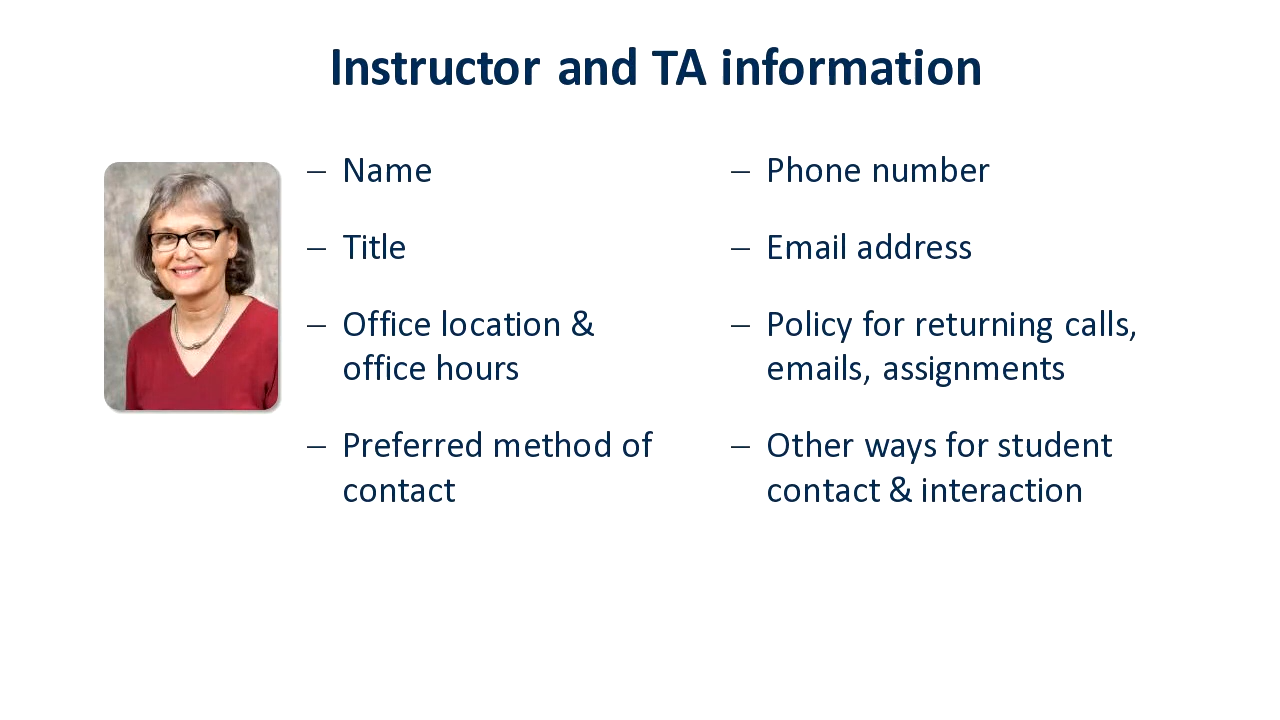 Instructor and TA information
– Name
– Title
– Office location &
office hours
– Preferred method of
contact
– Phone number
– Email address
– Policy for returning calls,
emails, assignments
– Other ways for student
contact & interaction